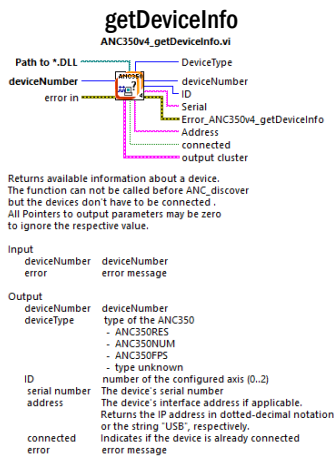 getDeviceInfo
ANC350v4_getDeviceInfo.vi
Path to *.DLL
DeviceType
deviceNumber
deviceNumber
ANC350
ID
error in
Serial
4
Error_ANC350v4_getDeviceInfo
Address
connected
output cluster
Returns available information about a device.
The function can not be called before ANC_discover
but the devices don't have to be connected .
All Pointers to output parameters may be zero
to ignore the respective value.
Input
deviceNumber deviceNumber
error error message
Output
deviceNumber deviceNumber
deviceType type of the ANC350
- ANC350RES
- ANC350NUM
- ANC350FPS
- type unknown
ID number of the configured axis (0..2)
serial number The device's serial number
address The device's interface address if applicable.
Returns the IP address in dotted-decimal notation
or the string "USB", respectively.
connected Indicates if the device is already connected
error error message